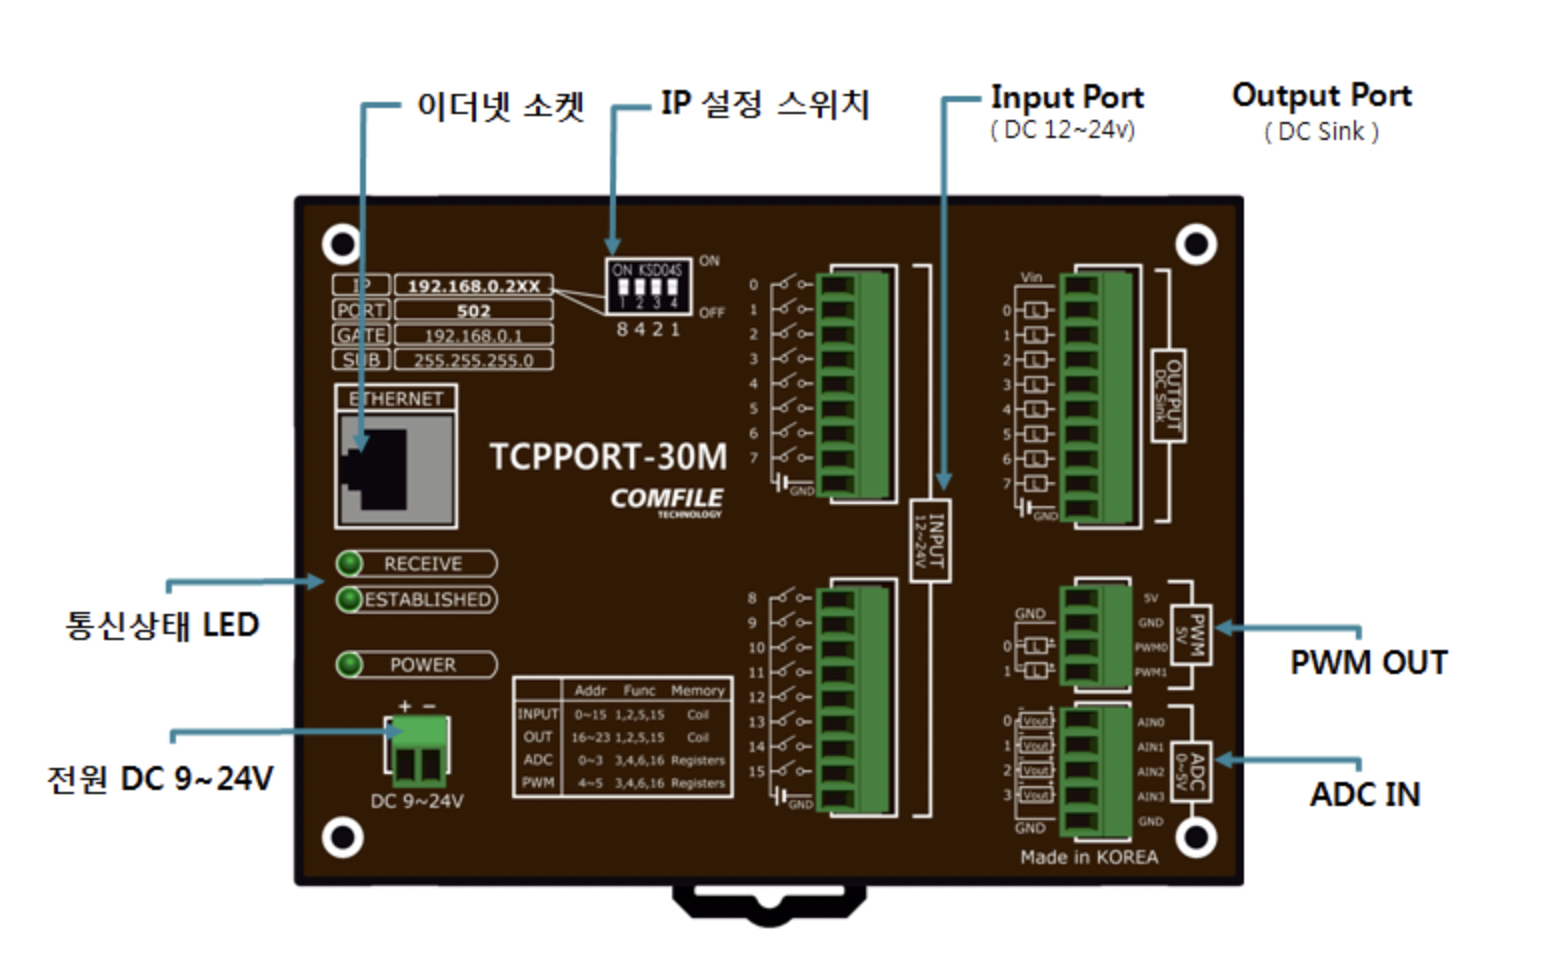 이더넷 소켓
IP 설정 스위치
Input Port
( DC 12~24v)
Output Port
( DC Sink )
IP 192.168.0.2XX
PORT 502
GATE 192.168.0.1
SUB 255.255.255.0
ON KSD04S
1 2 3 4
8 4 2 1
ON
OFF
ETHERNET
TCPPORT-30M
COMFILE
TECHNOLOGY
RECEIVE
ESTABLISHED
POWER
통신상태 LED
전원 DC 9~24V
+ −
DC 9~24V
Addr Func Memory
INPUT 0~15 1,2,5,15 Coil
OUT 16~23 1,2,5,15 Coil
ADC 0~3 3,4,6,16 Registers
PWM 4~5 3,4,6,16 Registers
0
1
2
3
4
5
6
7
GND
8
9
10
11
12
13
14
15
GND
INPUT
12~24V
Vin
0 L
1 L
2 L
3 L
4 L
5 L
6 L
7 L
GND
OUTPUT
DC Sink
GND
0 L
1 L
5V
GND
PWM0
PWM1
PWM
5V
PWM OUT
0 Vout
1 Vout
2 Vout
3 Vout
GND
AIN0
AIN1
AIN2
AIN3
GND
ADC
0~5V
ADC IN
Made in KOREA